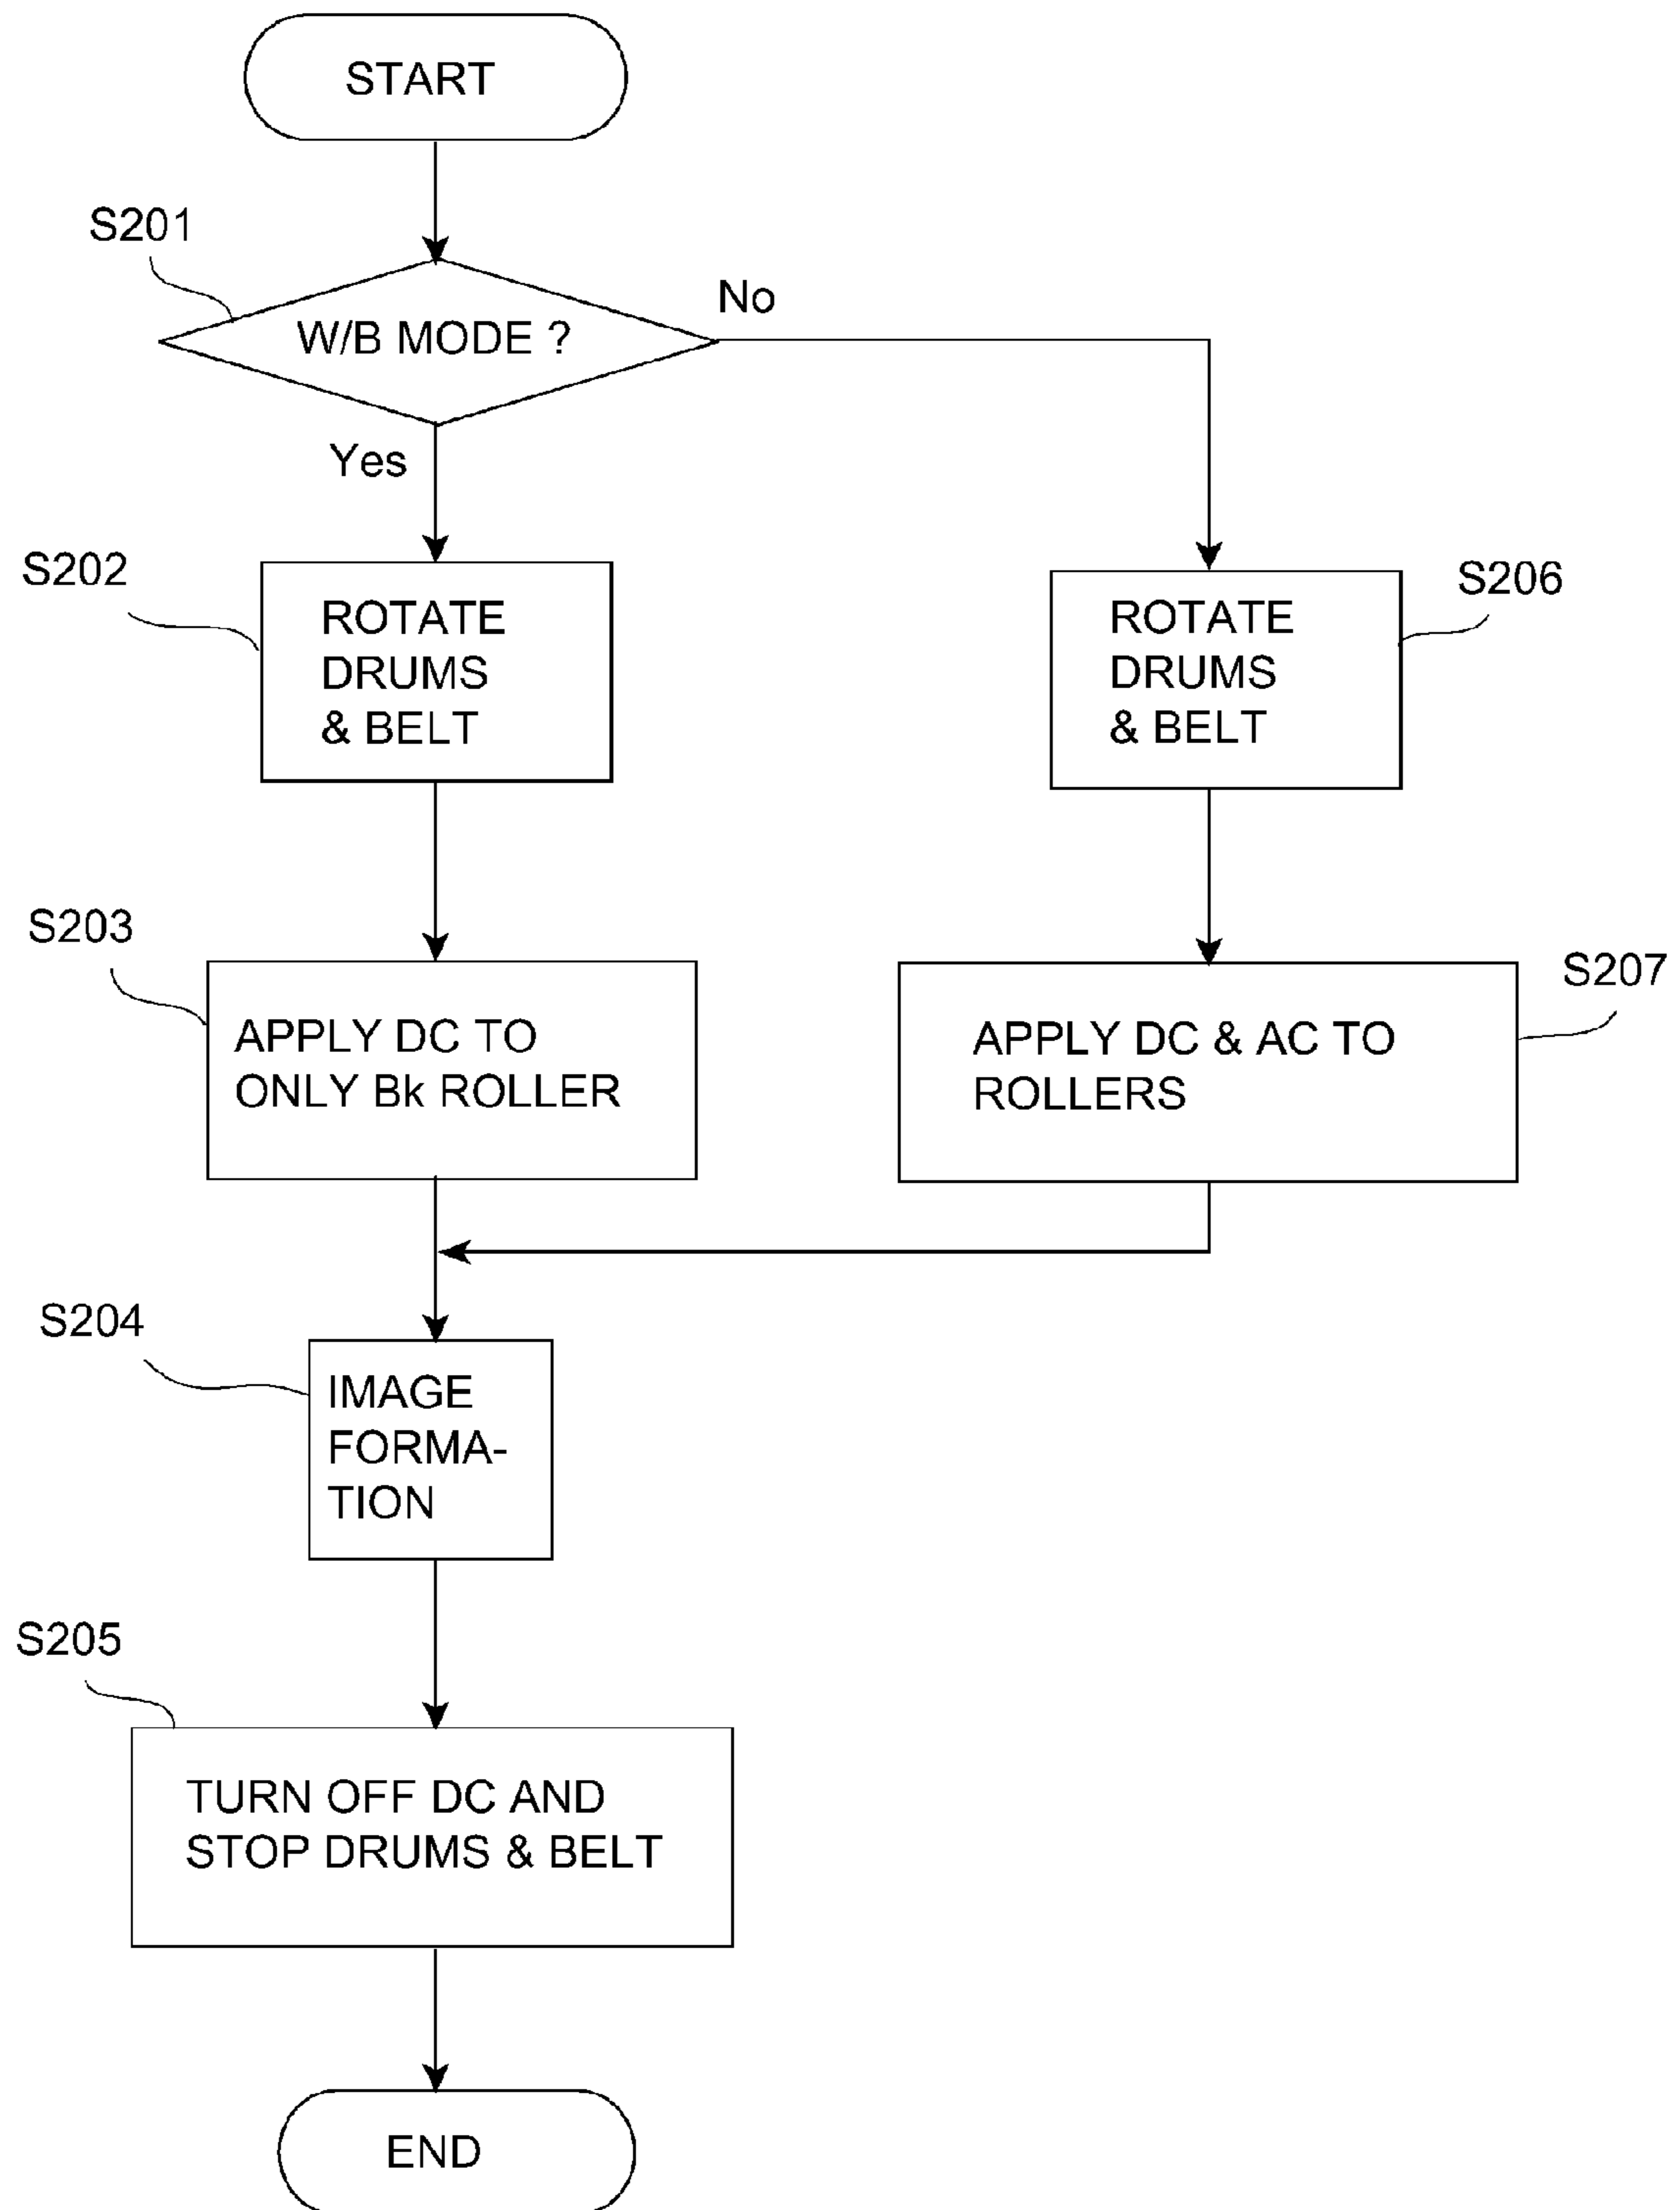 START
S201
W/B MODE ?
No
Yes
S202
ROTATE
DRUMS
& BELT
S206
ROTATE
DRUMS
& BELT
S203
APPLY DC TO
ONLY Bk ROLLER
S207
APPLY DC & AC TO
ROLLERS
S204
IMAGE
FORMA-
TION
S205
TURN OFF DC AND
STOP DRUMS & BELT
END